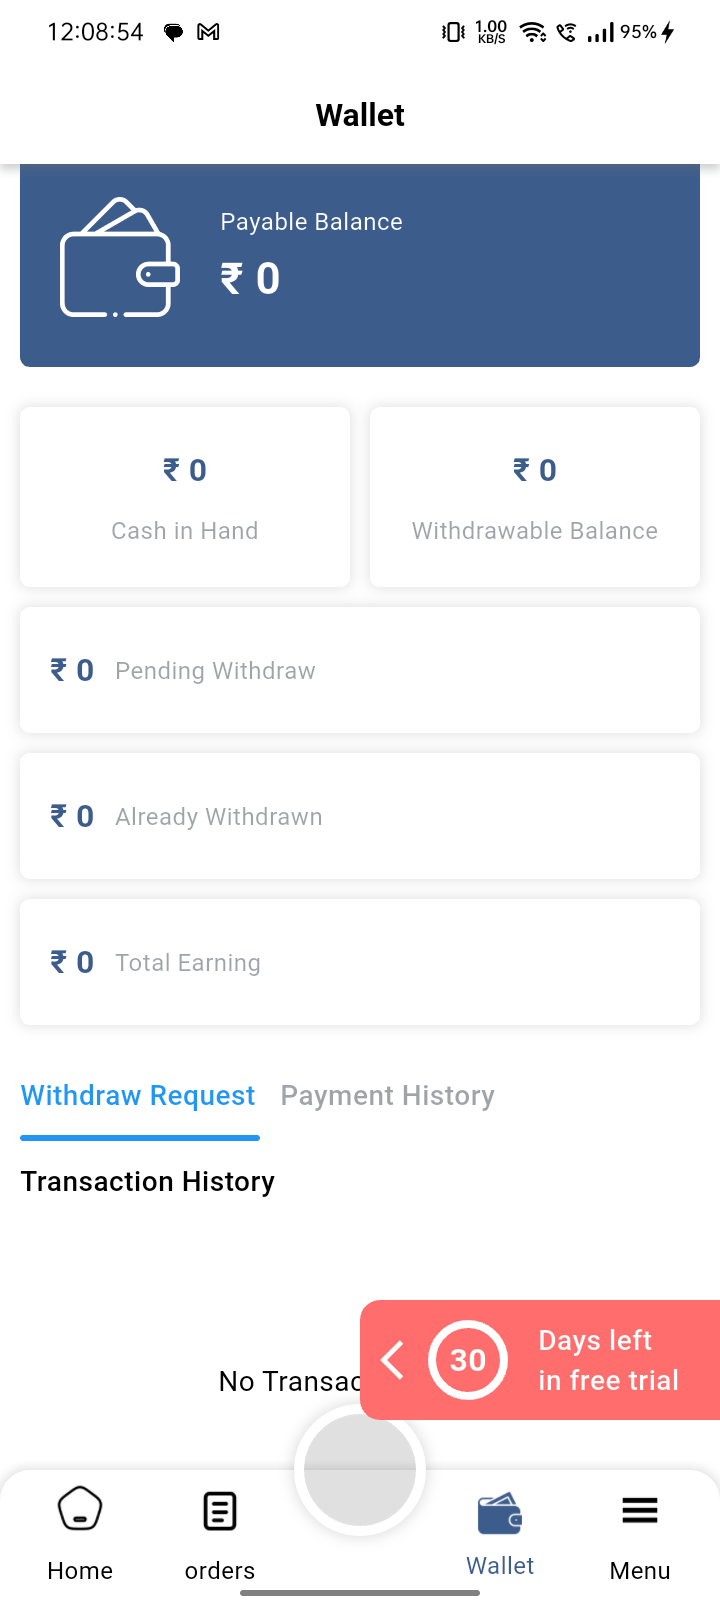 12:08:54
1.00
KB/S
95%
Wallet
Payable Balance
₹ 0
₹ 0
Cash in Hand
₹ 0
Withdrawable Balance
₹ 0 Pending Withdraw
₹ 0 Already Withdrawn
₹ 0 Total Earning
Withdraw Request Payment History
Transaction History
30
Days left
in free trial
No
Home
orders
Wallet
Menu